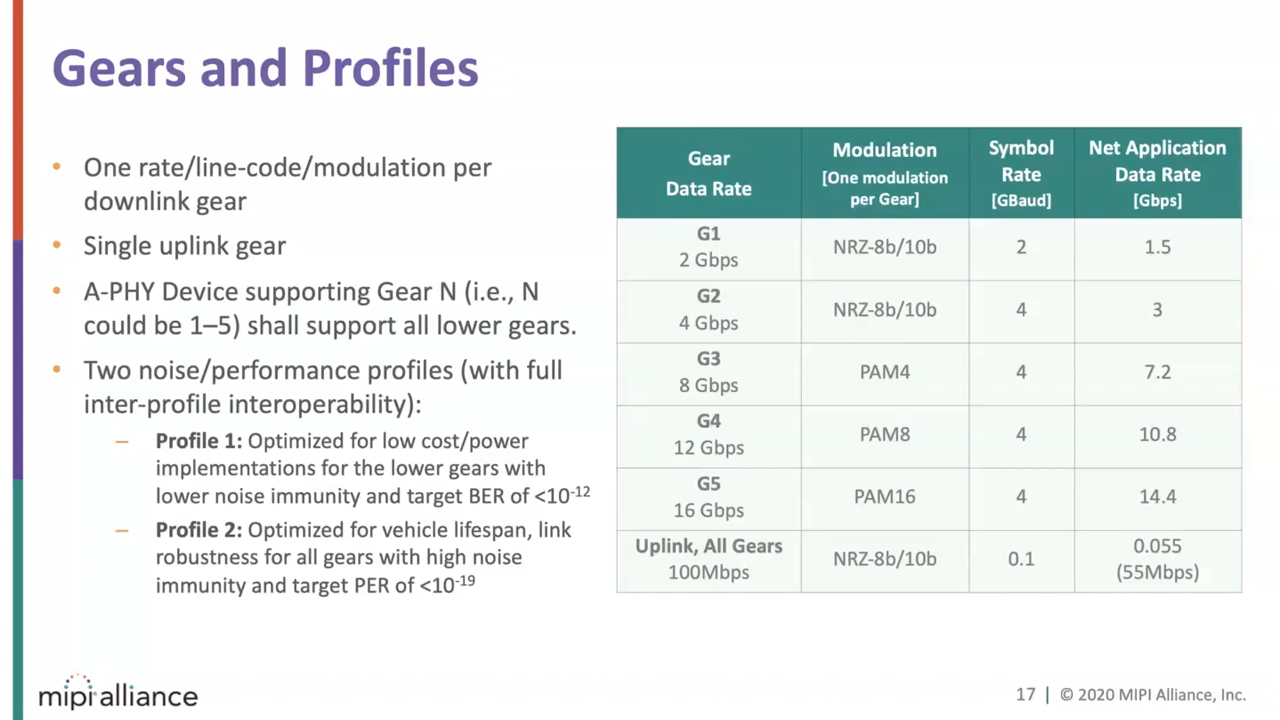 Gears and Profiles
• One rate/line-code/modulation per
downlink gear
• Single uplink gear
• A-PHY Device supporting Gear N (i.e., N
could be 1–5) shall support all lower gears.
• Two noise/performance profiles (with full
inter-profile interoperability):
– Profile 1: Optimized for low cost/power
implementations for the lower gears with
lower noise immunity and target BER of <10⁻¹²
– Profile 2: Optimized for vehicle lifespan, link
robustness for all gears with high noise
immunity and target PER of <10⁻¹⁹
Gear
Data Rate
Modulation
[One modulation
per Gear]
Symbol
Rate
[GBaud]
Net Application
Data Rate
[Gbps]
G1
2 Gbps
NRZ-8b/10b
2
1.5
G2
4 Gbps
NRZ-8b/10b
4
3
G3
8 Gbps
PAM4
4
7.2
G4
12 Gbps
PAM8
4
10.8
G5
16 Gbps
PAM16
4
14.4
Uplink, All Gears
100Mbps
NRZ-8b/10b
0.1
0.055
(55Mbps)
mipi alliance
17 | © 2020 MIPI Alliance, Inc.